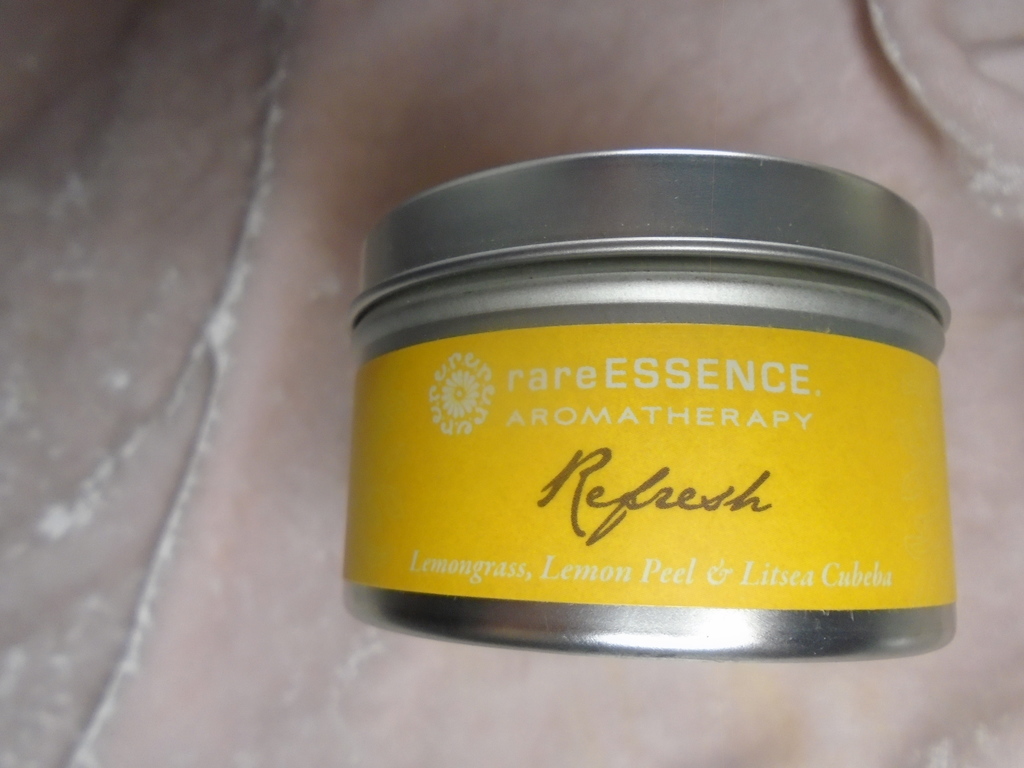 rareESSENCE.
AROMATHERAPY
Refresh
Lemongrass, Lemon Peel & Litsea Cubeba